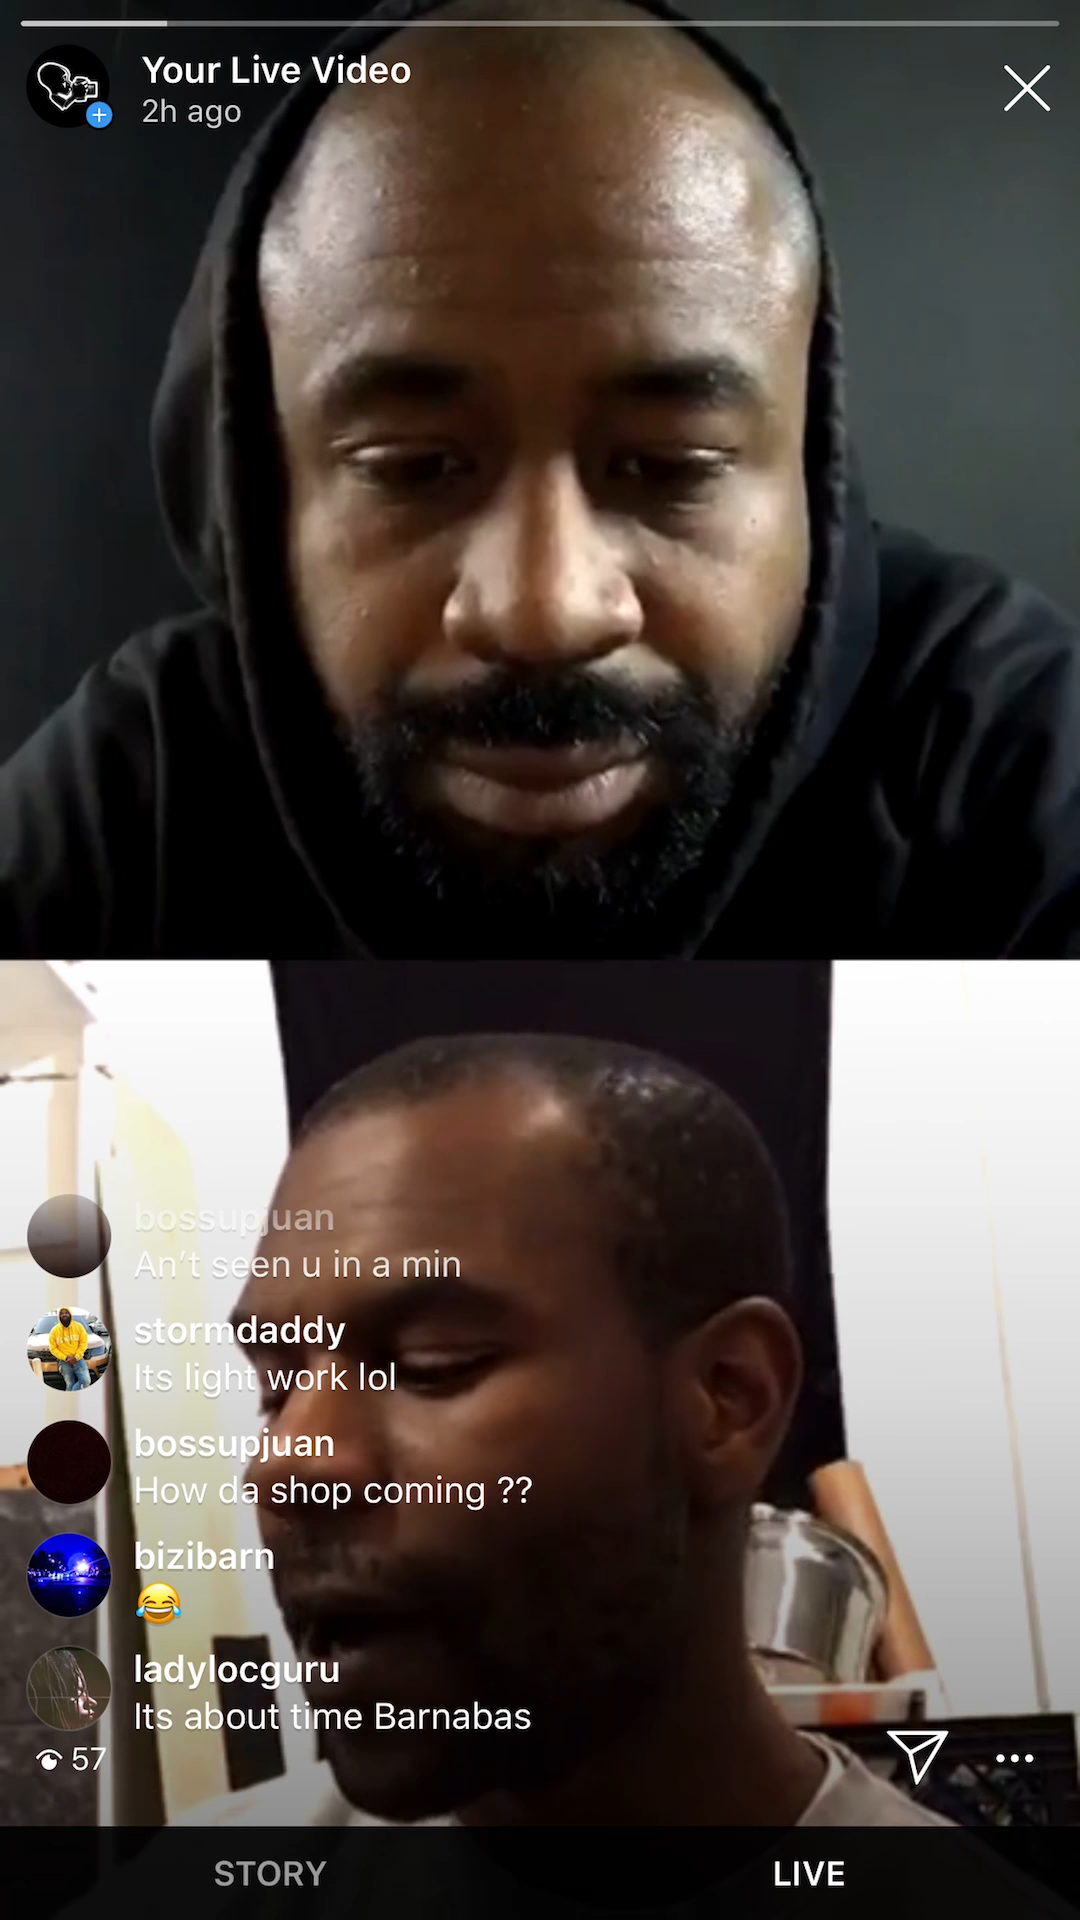 Your Live Video
2h ago
bossupjuan
An't seen u in a min
stormdaddy
Its light work lol
bossupjuan
How da shop coming ??
bizibarn
😂
ladylocguru
Its about time Barnabas
57
STORY
LIVE